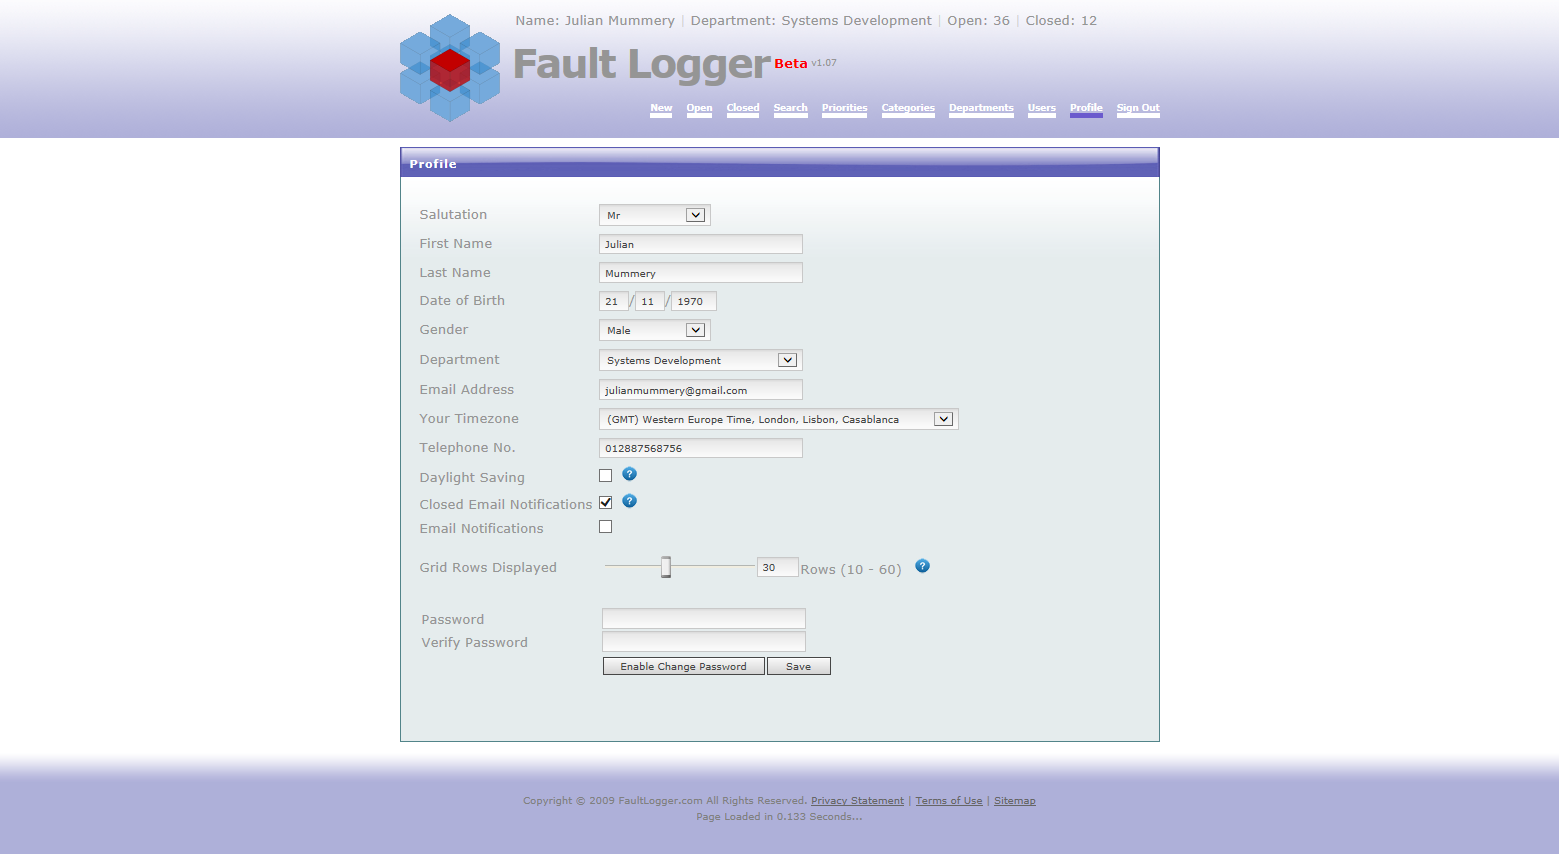 Name: Julian Mummery | Department: Systems Development | Open: 36 | Closed: 12
Fault Logger Beta v1.07
New Open Closed Search Priorities Categories Departments Users Profile Sign Out
Profile
Salutation Mr
First Name Julian
Last Name Mummery
Date of Birth 21 / 11 / 1970
Gender Male
Department Systems Development
Email Address julianmummery@gmail.com
Your Timezone (GMT) Western Europe Time, London, Lisbon, Casablanca
Telephone No. 012887568756
Daylight Saving ?
Closed Email Notifications ?
Email Notifications
Grid Rows Displayed 30 Rows (10 - 60) ?
Password
Verify Password
Enable Change Password Save
Copyright © 2009 FaultLogger.com All Rights Reserved. Privacy Statement | Terms of Use | Sitemap
Page Loaded in 0.133 Seconds...